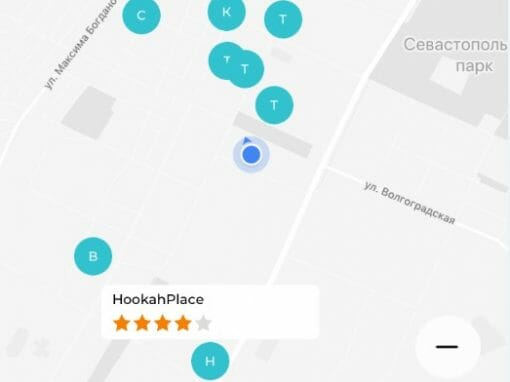 С
К
Т
Т
Т
Т
ул. Максима Богдано
Севастополь
парк
ул. Волгоградская
В
HookahPlace
Н